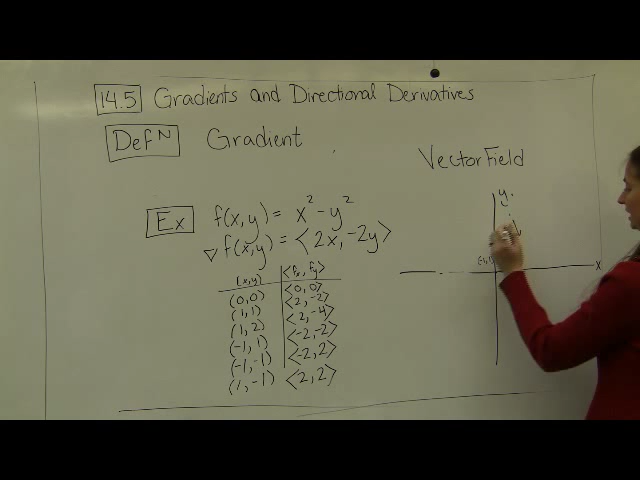 14.5 Gradients and Directional Derivatives
Defᴺ Gradient
Vector Field
Ex f(x,y) = x² - y²
∇f(x,y) = <2x, -2y>
(x,y) <fx, fy>
(0,0) <0,0>
(1,1) <2,-2>
(1,2) <2,-4>
(-1,1) <-2,-2>
(-1,-1) <-2,2>
(1,-1) <2,2>
y
x